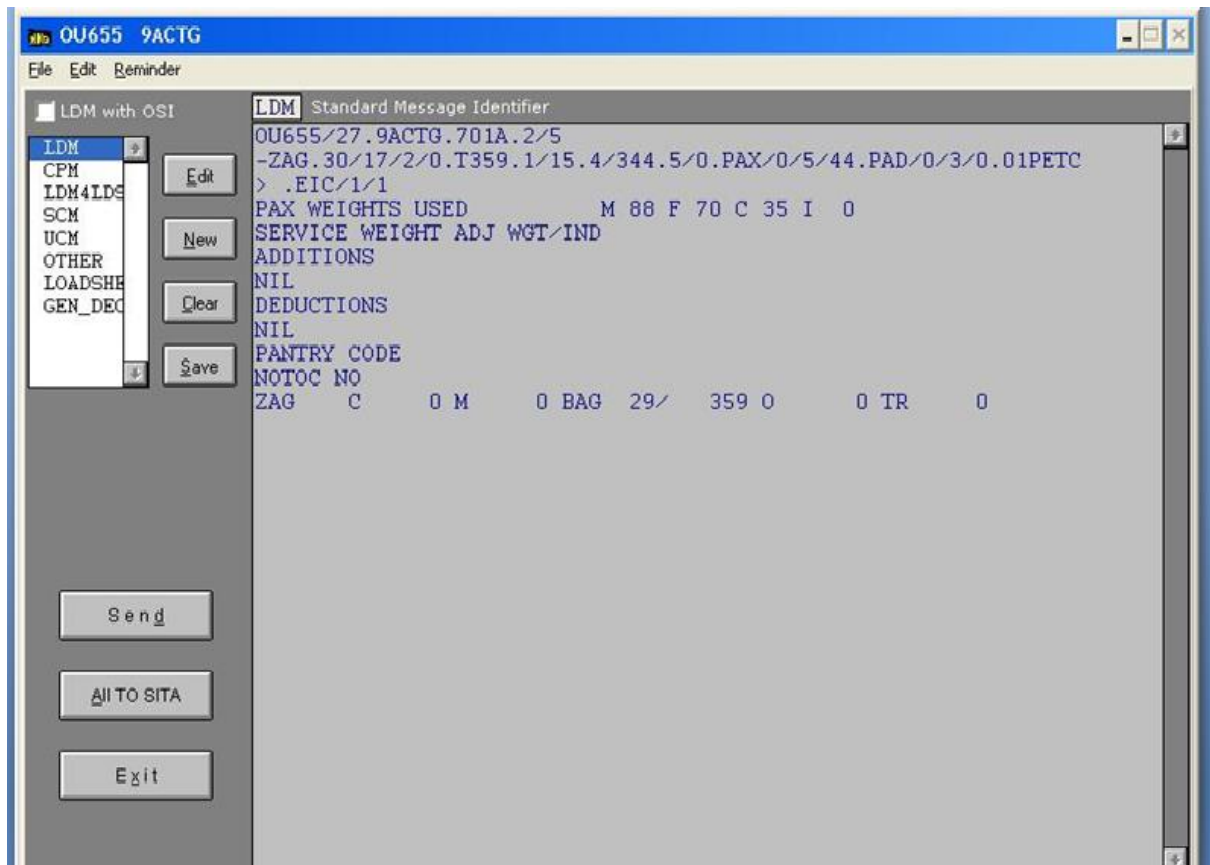 OU655 9ACTG
File Edit Reminder
LDM with OSI
LDM Standard Message Identifier
LDM
CPM
LDM4LDS
SCM
UCM
OTHER
LOADSHE
GEN_DEC
Edit
New
Clear
Save
OU655/27.9ACTG.701A.2/5
-ZAG.30/17/2/0.T359.1/15.4/344.5/0.PAX/0/5/44.PAD/0/3/0.01PETC
> .EIC/1/1
PAX WEIGHTS USED M 88 F 70 C 35 I 0
SERVICE WEIGHT ADJ WGT/IND
ADDITIONS
NIL
DEDUCTIONS
NIL
PANTRY CODE
NOTOC NO
ZAG C 0 M 0 BAG 29/ 359 O 0 TR 0
Send
All TO SITA
Exit